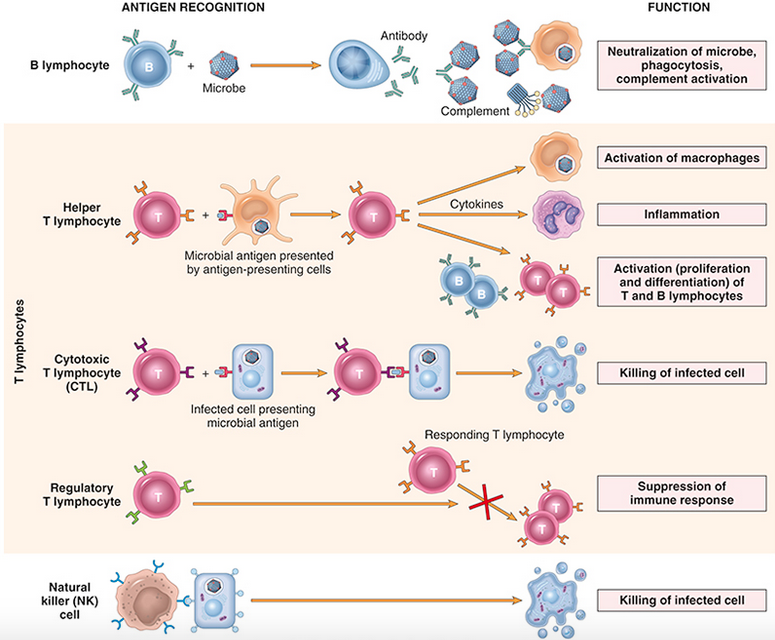 ANTIGEN RECOGNITION
FUNCTION
B lymphocyte
B
+
Microbe
Antibody
Complement
Neutralization of microbe,
phagocytosis,
complement activation
T lymphocytes
Helper
T lymphocyte
T
+
Microbial antigen presented
by antigen-presenting cells
T
Cytokines
Activation of macrophages
Inflammation
B
B
T
T
Activation (proliferation
and differentiation) of
T and B lymphocytes
Cytotoxic
T lymphocyte
(CTL)
T
+
Infected cell presenting
microbial antigen
T
Killing of infected cell
Regulatory
T lymphocyte
T
Responding T lymphocyte
T
T
T
Suppression of
immune response
Natural
killer (NK)
cell
Killing of infected cell